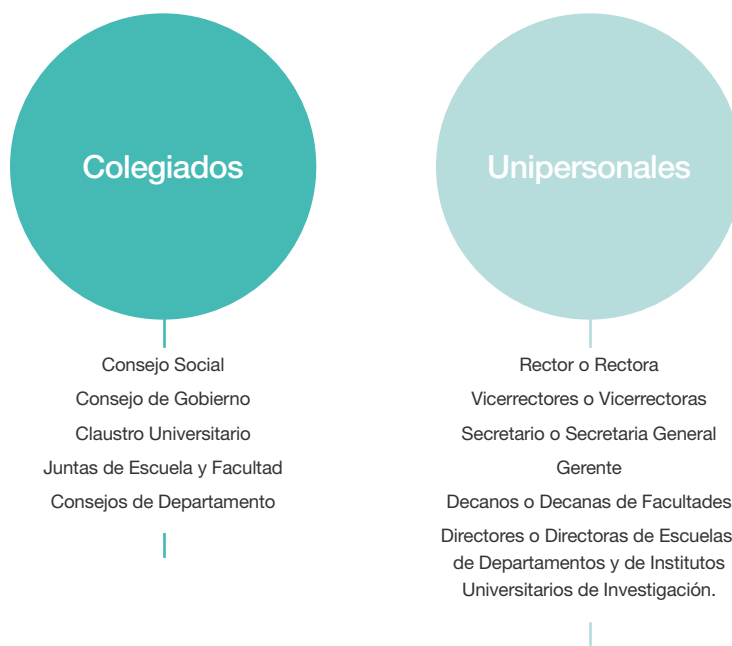 Colegiados
Consejo Social
Consejo de Gobierno
Claustro Universitario
Juntas de Escuela y Facultad
Consejos de Departamento
Unipersonales
Rector o Rectora
Vicerrectores o Vicerrectoras
Secretario o Secretaria General
Gerente
Decanos o Decanas de Facultades
Directores o Directoras de Escuelas
de Departamentos y de Institutos
Universitarios de Investigación.